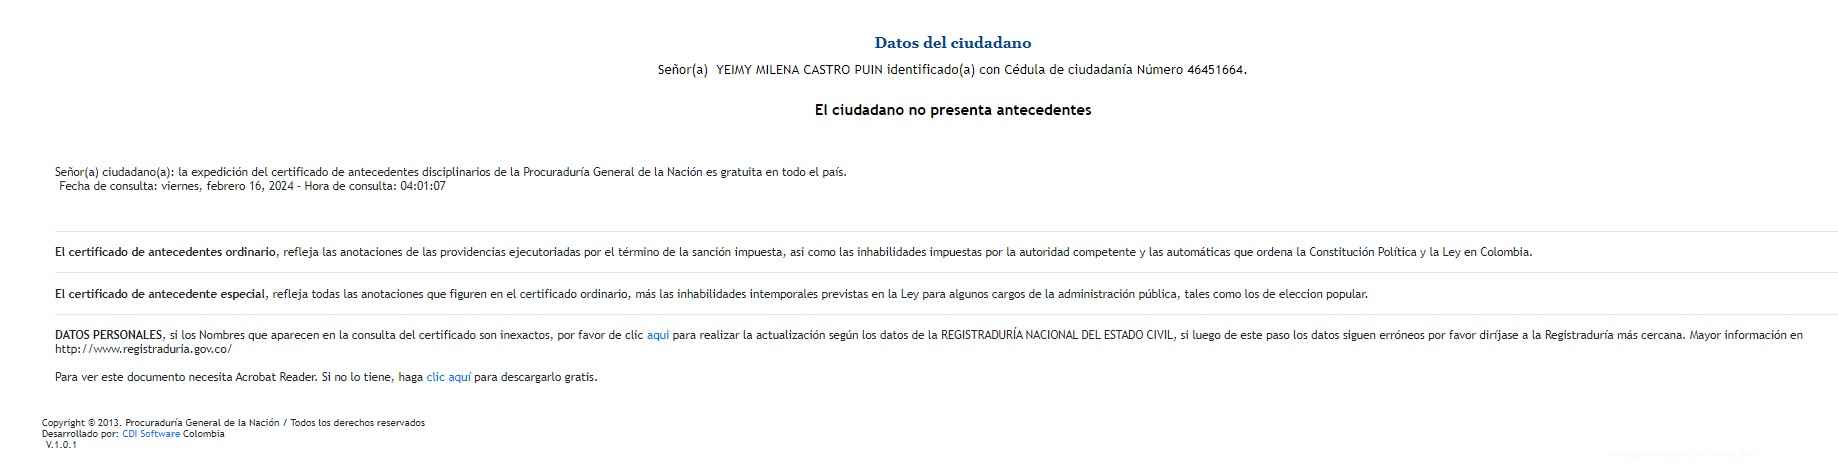 Datos del ciudadano
Señor(a) YEIMY MILENA CASTRO PUIN identificado(a) con Cédula de ciudadanía Número 46451664.
El ciudadano no presenta antecedentes
Señor(a) ciudadano(a): la expedición del certificado de antecedentes disciplinarios de la Procuraduría General de la Nación es gratuita en todo el país.
Fecha de consulta: viernes, febrero 16, 2024 - Hora de consulta: 04:01:07
El certificado de antecedentes ordinario, refleja las anotaciones de las providencias ejecutoriadas por el término de la sanción impuesta, así como las inhabilidades impuestas por la autoridad competente y las automáticas que ordena la Constitución Política y la Ley en Colombia.
El certificado de antecedente especial, refleja todas las anotaciones que figuren en el certificado ordinario, más las inhabilidades intemporales previstas en la Ley para algunos cargos de la administración pública, tales como los de eleccion popular.
DATOS PERSONALES, si los Nombres que aparecen en la consulta del certificado son inexactos, por favor de clic aquí para realizar la actualización según los datos de la REGISTRADURÍA NACIONAL DEL ESTADO CIVIL, si luego de este paso los datos siguen erróneos por favor diríjase a la Registraduría más cercana. Mayor información en
http://www.registraduria.gov.co/
Para ver este documento necesita Acrobat Reader. Si no lo tiene, haga clic aquí para descargarlo gratis.
Copyright © 2013. Procuraduría General de la Nación / Todos los derechos reservados
Desarrollado por: CDI Software Colombia
V.1.0.1